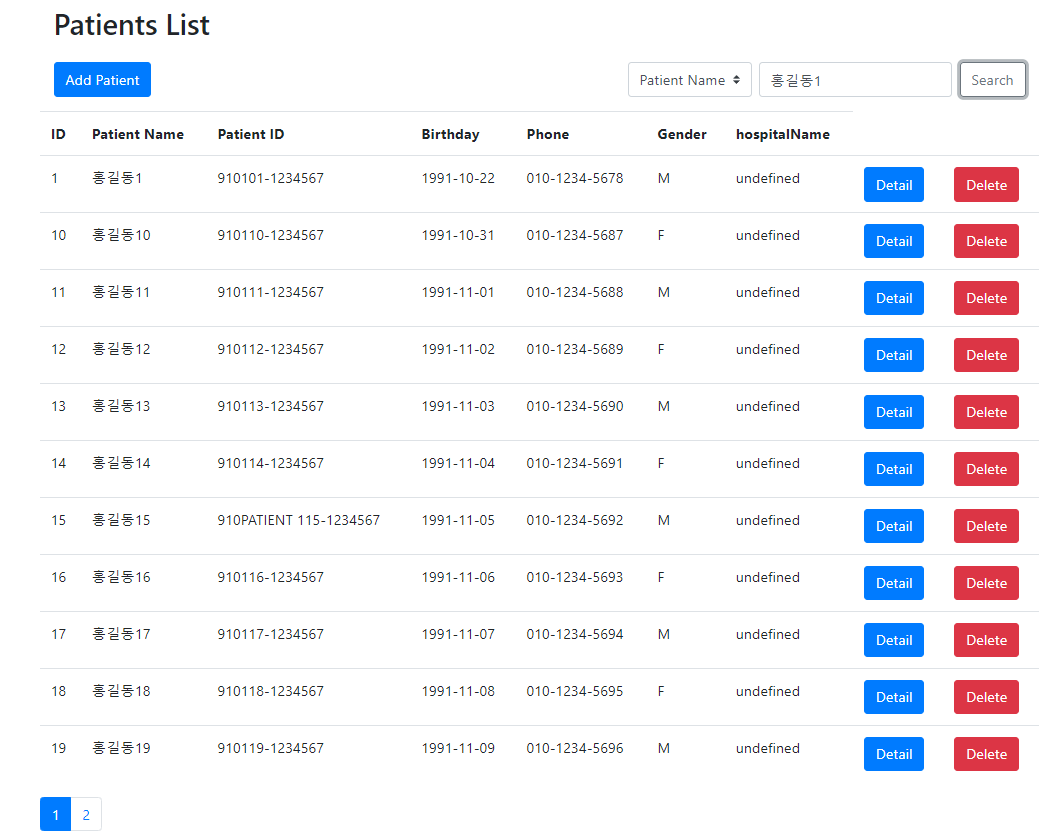 Patients List
Add Patient Patient Name 홍길동1 Search
ID Patient Name Patient ID Birthday Phone Gender hospitalName
1 홍길동1 910101-1234567 1991-10-22 010-1234-5678 M undefined Detail Delete
10 홍길동10 910110-1234567 1991-10-31 010-1234-5687 F undefined Detail Delete
11 홍길동11 910111-1234567 1991-11-01 010-1234-5688 M undefined Detail Delete
12 홍길동12 910112-1234567 1991-11-02 010-1234-5689 F undefined Detail Delete
13 홍길동13 910113-1234567 1991-11-03 010-1234-5690 M undefined Detail Delete
14 홍길동14 910114-1234567 1991-11-04 010-1234-5691 F undefined Detail Delete
15 홍길동15 910PATIENT 115-1234567 1991-11-05 010-1234-5692 M undefined Detail Delete
16 홍길동16 910116-1234567 1991-11-06 010-1234-5693 F undefined Detail Delete
17 홍길동17 910117-1234567 1991-11-07 010-1234-5694 M undefined Detail Delete
18 홍길동18 910118-1234567 1991-11-08 010-1234-5695 F undefined Detail Delete
19 홍길동19 910119-1234567 1991-11-09 010-1234-5696 M undefined Detail Delete
1 2